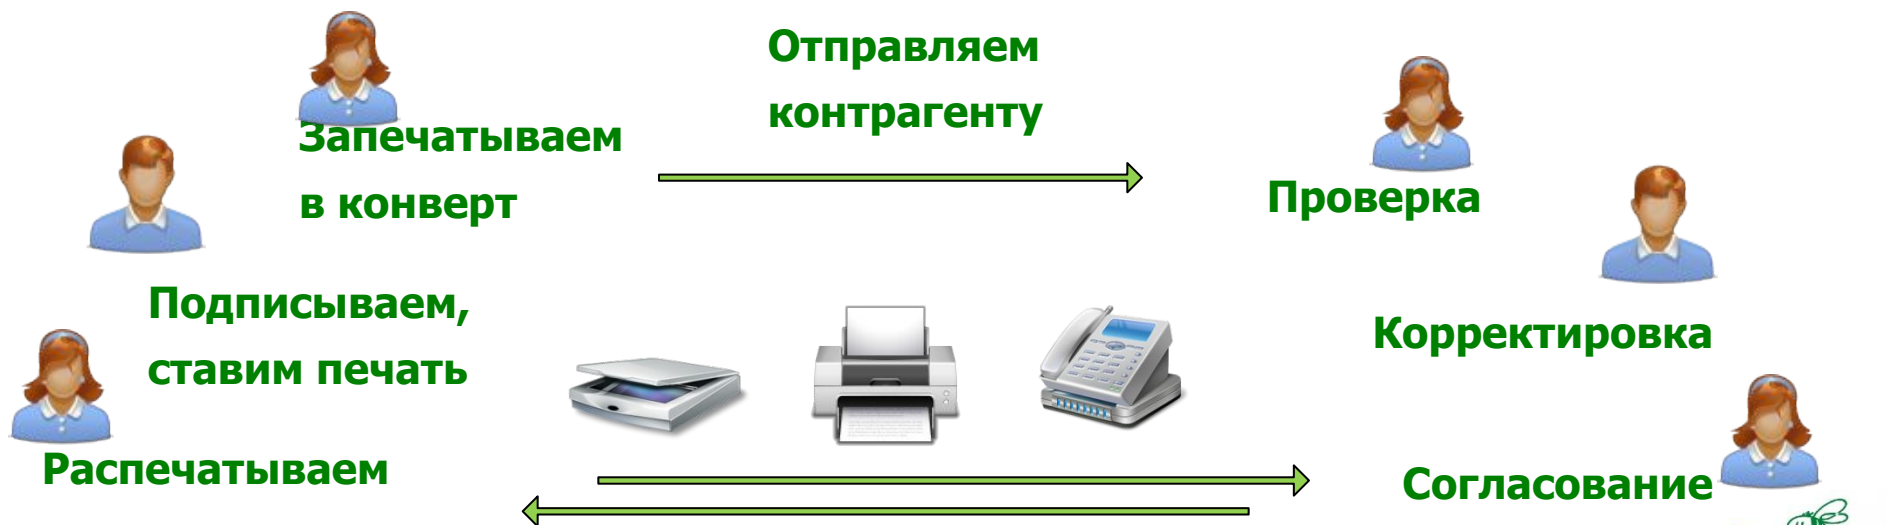 Отправляем
контрагенту
Запечатываем
в конверт
Проверка
Подписываем,
ставим печать
Корректировка
Распечатываем
Согласование